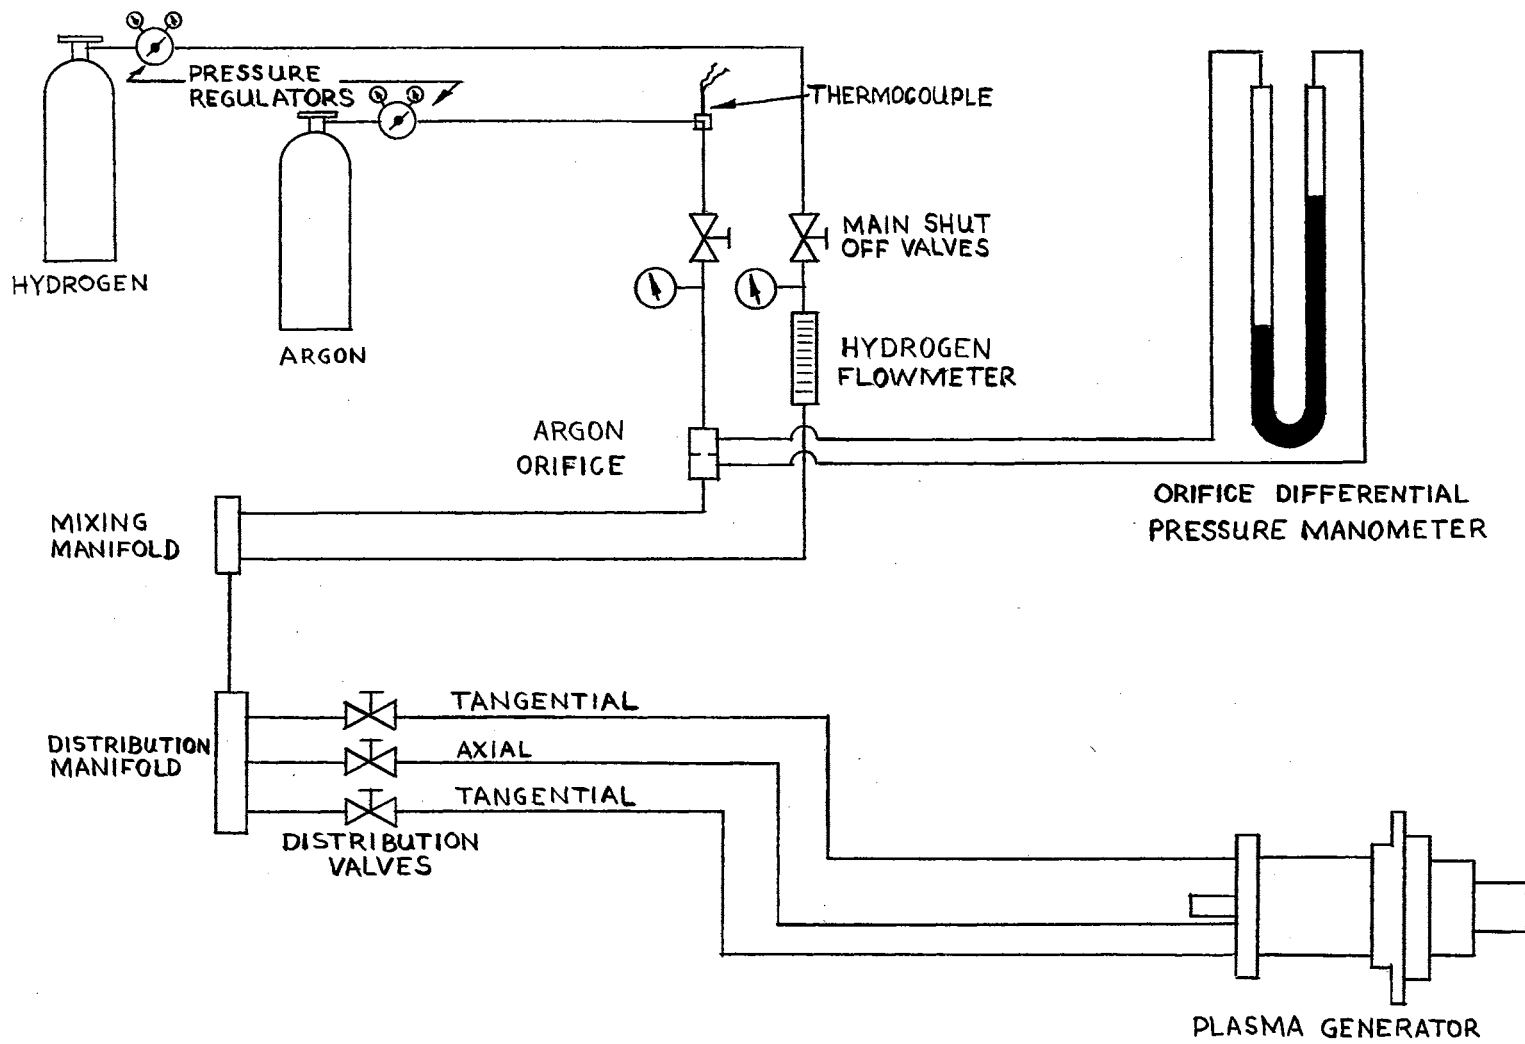 PRESSURE
REGULATORS
THERMOCOUPLE
HYDROGEN
ARGON
MAIN SHUT
OFF VALVES
HYDROGEN
FLOWMETER
ARGON
ORIFICE
ORIFICE DIFFERENTIAL
PRESSURE MANOMETER
MIXING
MANIFOLD
DISTRIBUTION
MANIFOLD
TANGENTIAL
AXIAL
TANGENTIAL
DISTRIBUTION
VALVES
PLASMA GENERATOR